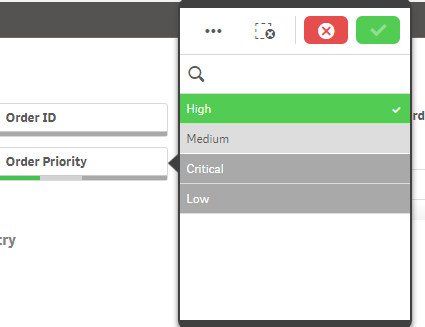 High
Medium
Critical
Low
Order ID
Order Priority